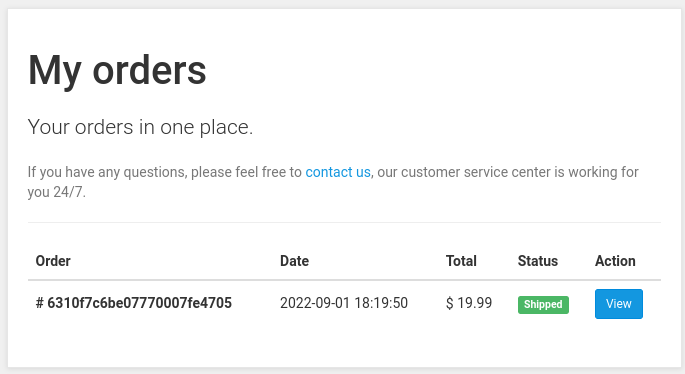 My orders
Your orders in one place.
If you have any questions, please feel free to contact us, our customer service center is working for
you 24/7.
Order Date Total Status Action
# 6310f7c6be07770007fe4705 2022-09-01 18:19:50 $ 19.99 Shipped View